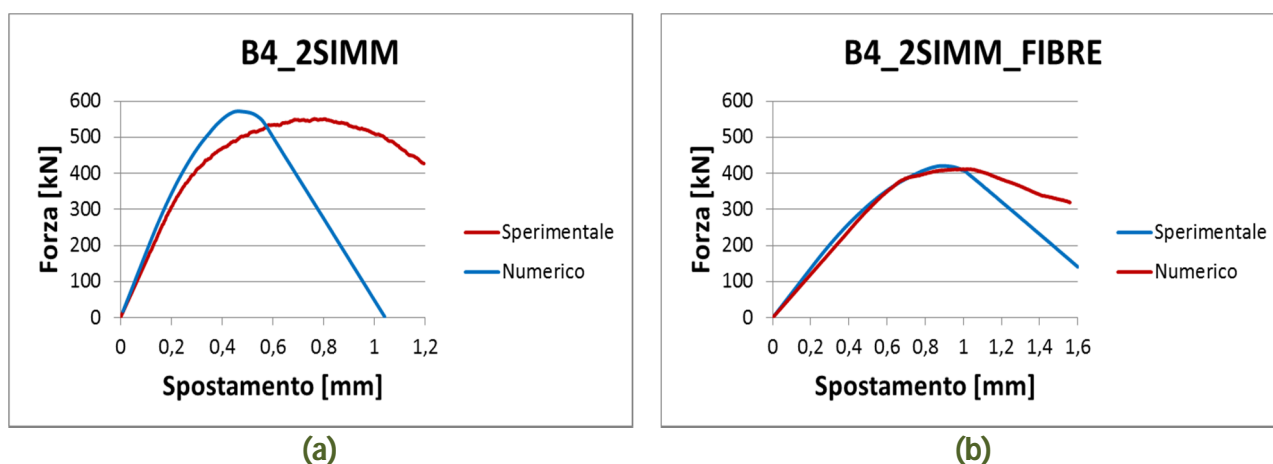 B4_2SIMM
Forza [kN]
600
500
400
300
200
100
0
0 0,2 0,4 0,6 0,8 1 1,2
Spostamento [mm]
Sperimentale
Numerico
(a)
B4_2SIMM_FIBRE
Forza [kN]
600
500
400
300
200
100
0
0 0,2 0,4 0,6 0,8 1 1,2 1,4 1,6
Spostamento [mm]
Sperimentale
Numerico
(b)